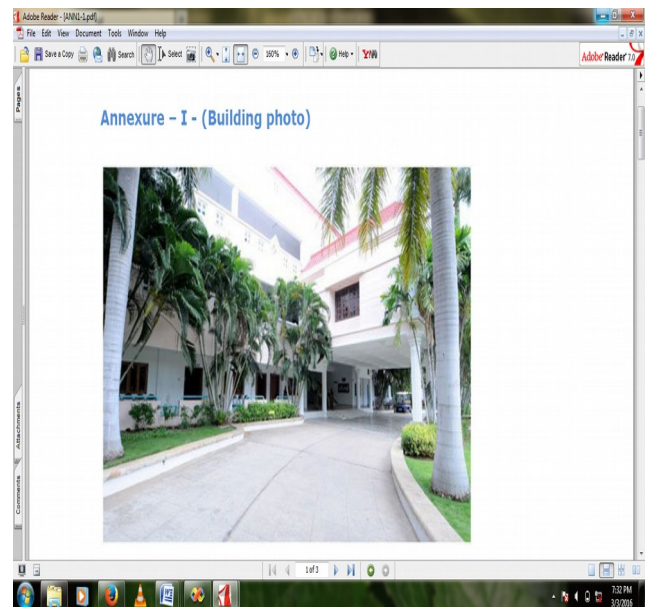 Adobe Reader - [ANN1-1.pdf]
File Edit View Document Tools Window Help
Save a Copy Search Select 160% Help Y!
Adobe Reader 7.0
Pages
Annexure – I - (Building photo)
Attachments
Comments
1 of 3
7:32 PM
3/3/2016